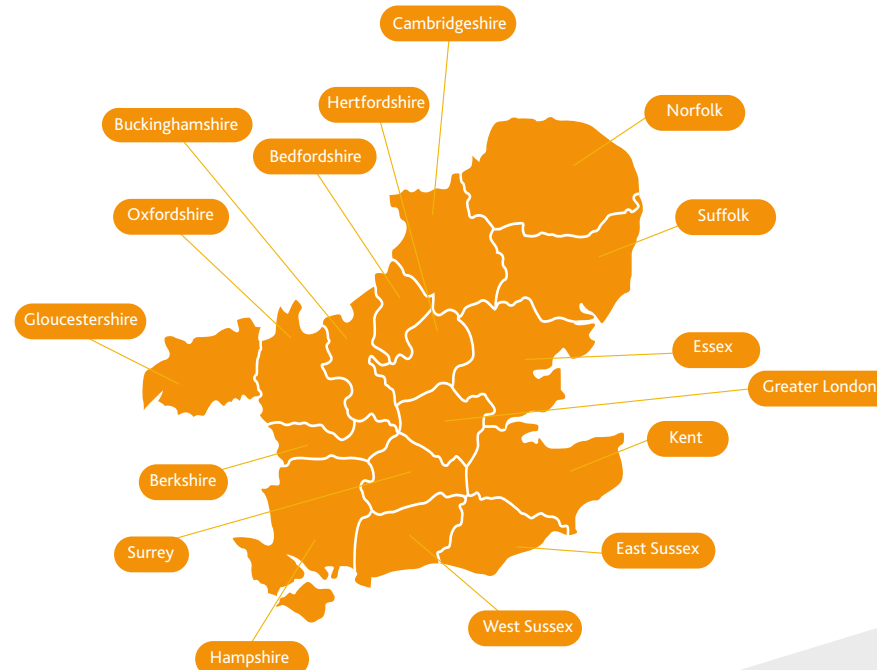 Cambridgeshire
Hertfordshire
Norfolk
Buckinghamshire
Bedfordshire
Oxfordshire
Suffolk
Gloucestershire
Essex
Greater London
Kent
Berkshire
Surrey
East Sussex
West Sussex
Hampshire